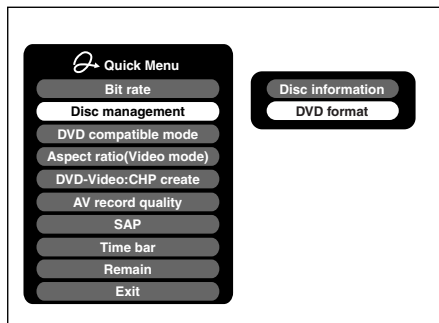 Quick Menu
Bit rate
Disc management
DVD compatible mode
Aspect ratio(Video mode)
DVD-Video:CHP create
AV record quality
SAP
Time bar
Remain
Exit
Disc information
DVD format